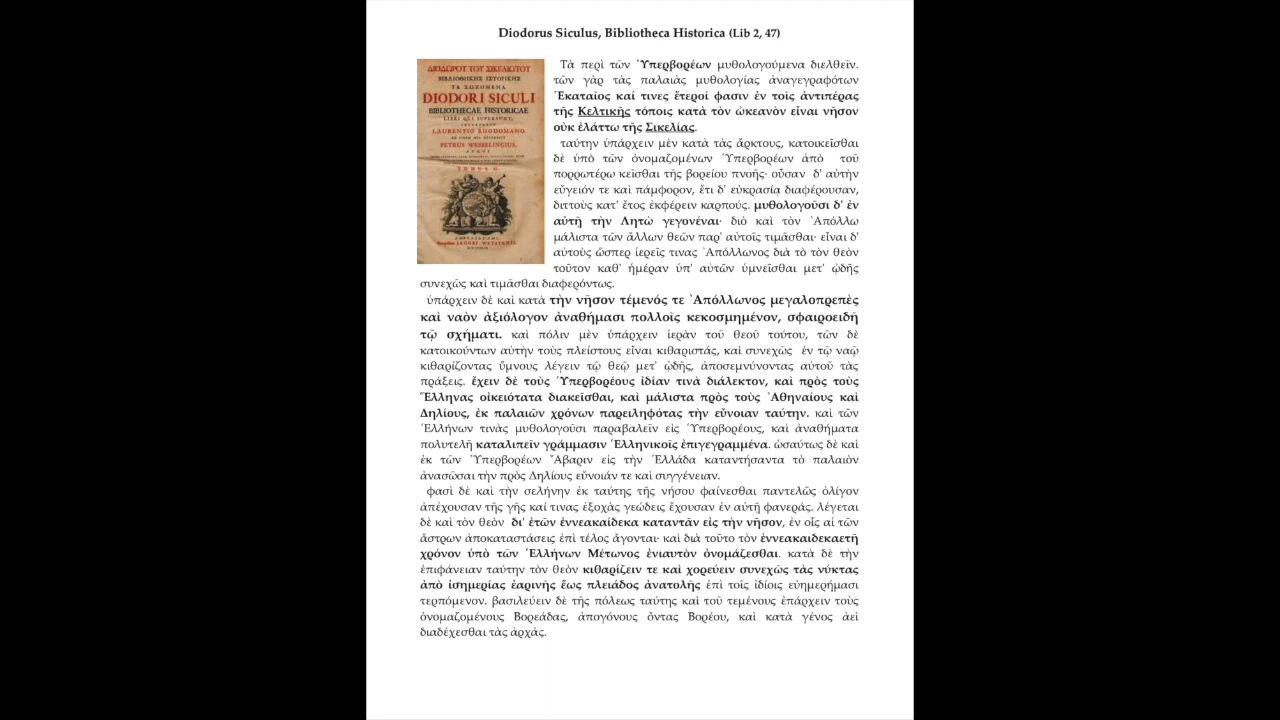 Diodorus Siculus, Bibliotheca Historica (Lib 2, 47)
ΔΙΟΔΩΡΟΥ ΤΟΥ ΣΙΚΕΛΙΩΤΟΥ
ΒΙΒΛΙΟΘΗΚΗΣ ΙΣΤΟΡΙΚΗΣ
ΤΑ ΣΩΖΟΜΕΝΑ
DIODORI SICULI
BIBLIOTHECAE HISTORICAE
LIBRI QUI SUPERSUNT,
LAURENTIO RHODOMANO
PETRUS WESSELINGIUS,
Τὰ περὶ τῶν Ὑπερβορέων μυθολογούμενα διελθεῖν.
τῶν γὰρ τὰς παλαιὰς μυθολογίας ἀναγεγραφότων
Ἑκαταῖος καί τινες ἕτεροί φασιν ἐν τοῖς ἀντιπέρας
τῆς Κελτικῆς τόποις κατὰ τὸν ὠκεανὸν εἶναι νῆσον
οὐκ ἐλάττω τῆς Σικελίας.
ταύτην ὑπάρχειν μὲν κατὰ τὰς ἄρκτους, κατοικεῖσθαι
δὲ ὑπὸ τῶν ὀνομαζομένων Ὑπερβορέων ἀπὸ τοῦ
πορρωτέρω κεῖσθαι τῆς βορείου πνοῆς· οὖσαν δ' αὐτὴν
εὔγειόν τε καὶ πάμφορον, ἔτι δ' εὐκρασίᾳ διαφέρουσαν,
διττοὺς κατ' ἔτος ἐκφέρειν καρπούς. μυθολογοῦσι δ' ἐν
αὐτῇ τὴν Λητὼ γεγονέναι· διὸ καὶ τὸν Ἀπόλλω
μάλιστα τῶν ἄλλων θεῶν παρ' αὐτοῖς τιμᾶσθαι· εἶναι δ'
αὐτοὺς ὥσπερ ἱερεῖς τινας Ἀπόλλωνος διὰ τὸ τὸν θεὸν
τοῦτον καθ' ἡμέραν ὑπ' αὐτῶν ὑμνεῖσθαι μετ' ᾠδῆς
συνεχῶς καὶ τιμᾶσθαι διαφερόντως.
ὑπάρχειν δὲ καὶ κατὰ τὴν νῆσον τέμενός τε Ἀπόλλωνος μεγαλοπρεπὲς
καὶ ναὸν ἀξιόλογον ἀναθήμασι πολλοῖς κεκοσμημένον, σφαιροειδῆ
τῷ σχήματι. καὶ πόλιν μὲν ὑπάρχειν ἱερὰν τοῦ θεοῦ τούτου, τῶν δὲ
κατοικούντων αὐτὴν τοὺς πλείστους εἶναι κιθαριστάς, καὶ συνεχῶς ἐν τῷ ναῷ
κιθαρίζοντας ὕμνους λέγειν τῷ θεῷ μετ' ᾠδῆς, ἀποσεμνύνοντας αὐτοῦ τὰς
πράξεις. ἔχειν δὲ τοὺς Ὑπερβορέους ἰδίαν τινὰ διάλεκτον, καὶ πρὸς τοὺς
Ἕλληνας οἰκειότατα διακεῖσθαι, καὶ μάλιστα πρὸς τοὺς Ἀθηναίους καὶ
Δηλίους, ἐκ παλαιῶν χρόνων παρειληφότας τὴν εὔνοιαν ταύτην. καὶ τῶν
Ἑλλήνων τινὰς μυθολογοῦσι παραβαλεῖν εἰς Ὑπερβορέους, καὶ ἀναθήματα
πολυτελῆ καταλιπεῖν γράμμασιν Ἑλληνικοῖς ἐπιγεγραμμένα. ὡσαύτως δὲ καὶ
ἐκ τῶν Ὑπερβορέων Ἄβαριν εἰς τὴν Ἑλλάδα καταντήσαντα τὸ παλαιὸν
ἀνασῶσαι τὴν πρὸς Δηλίους εὔνοιάν τε καὶ συγγένειαν.
φασὶ δὲ καὶ τὴν σελήνην ἐκ ταύτης τῆς νήσου φαίνεσθαι παντελῶς ὀλίγον
ἀπέχουσαν τῆς γῆς καί τινας ἐξοχὰς γεώδεις ἔχουσαν ἐν αὐτῇ φανεράς. λέγεται
δὲ καὶ τὸν θεὸν δι' ἐτῶν ἐννεακαίδεκα καταντᾶν εἰς τὴν νῆσον, ἐν οἷς αἱ τῶν
ἄστρων ἀποκαταστάσεις ἐπὶ τέλος ἄγονται· καὶ διὰ τοῦτο τὸν ἐννεακαιδεκαετῆ
χρόνον ὑπὸ τῶν Ἑλλήνων Μέτωνος ἐνιαυτὸν ὀνομάζεσθαι. κατὰ δὲ τὴν
ἐπιφάνειαν ταύτην τὸν θεὸν κιθαρίζειν τε καὶ χορεύειν συνεχῶς τὰς νύκτας
ἀπὸ ἰσημερίας ἐαρινῆς ἕως πλειάδος ἀνατολῆς ἐπὶ τοῖς ἰδίοις εὐημερήμασι
τερπόμενον. βασιλεύειν δὲ τῆς πόλεως ταύτης καὶ τοῦ τεμένους ἐπάρχειν τοὺς
ὀνομαζομένους Βορεάδας, ἀπογόνους ὄντας Βορέου, καὶ κατὰ γένος ἀεὶ
διαδέχεσθαι τὰς ἀρχάς.